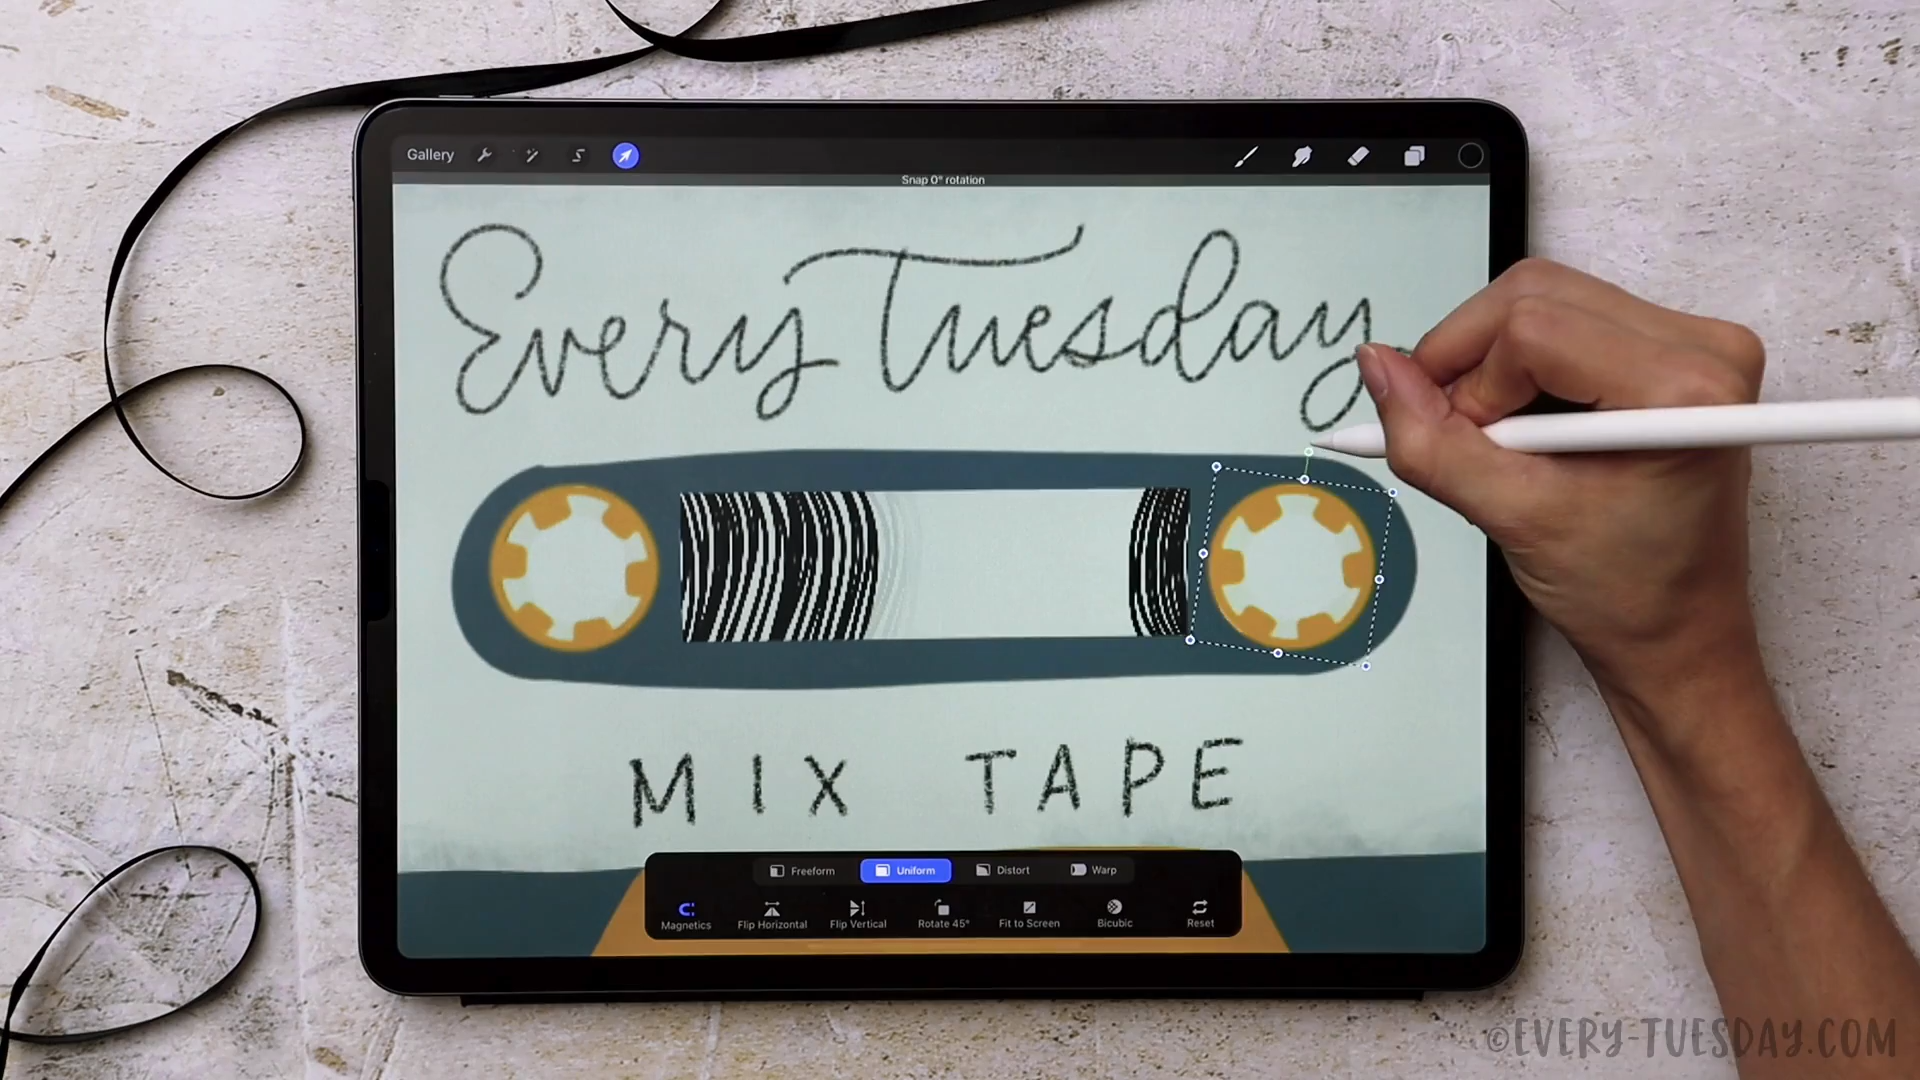 Gallery
Snap 0° rotation
Every Tuesday
MIX TAPE
Freeform Uniform Distort Warp
Magnetics Flip Horizontal Flip Vertical Rotate 45° Fit to Screen Bicubic Reset
©EVERY-TUESDAY.COM